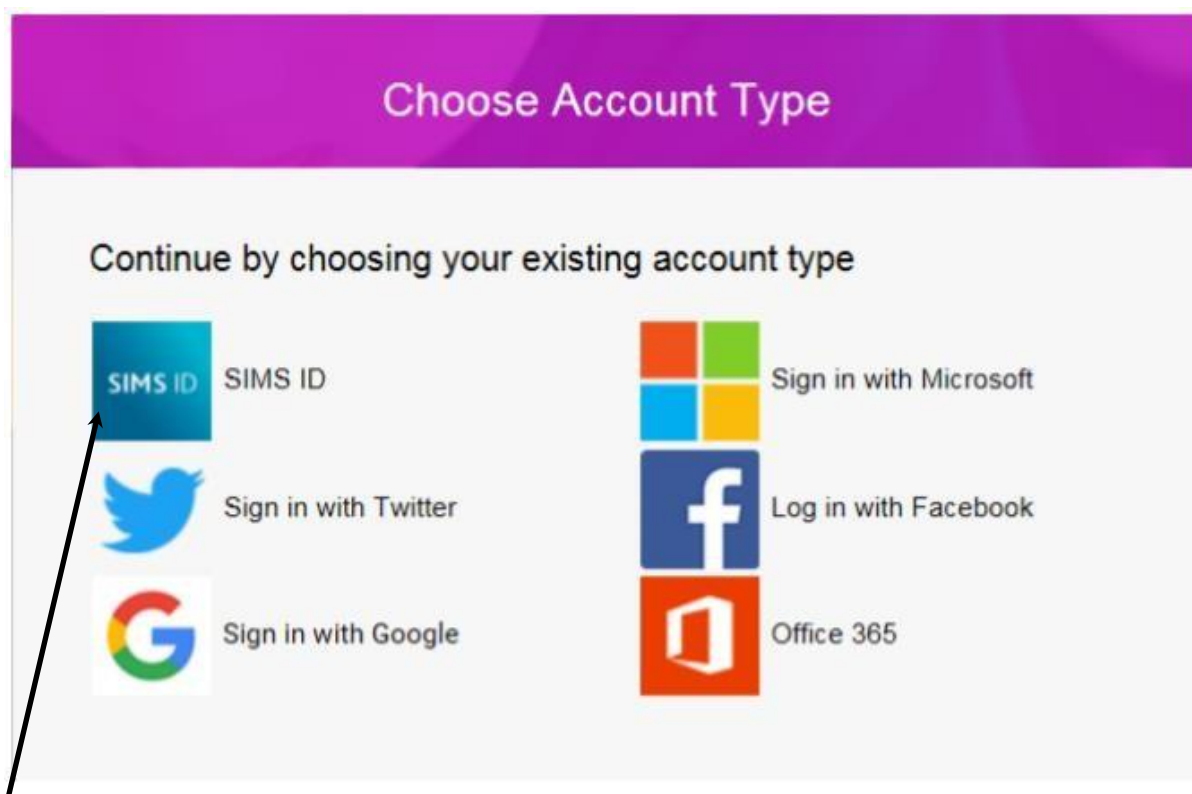 Choose Account Type
Continue by choosing your existing account type
SIMS ID SIMS ID
Sign in with Microsoft
Sign in with Twitter
f Log in with Facebook
G Sign in with Google
Office 365